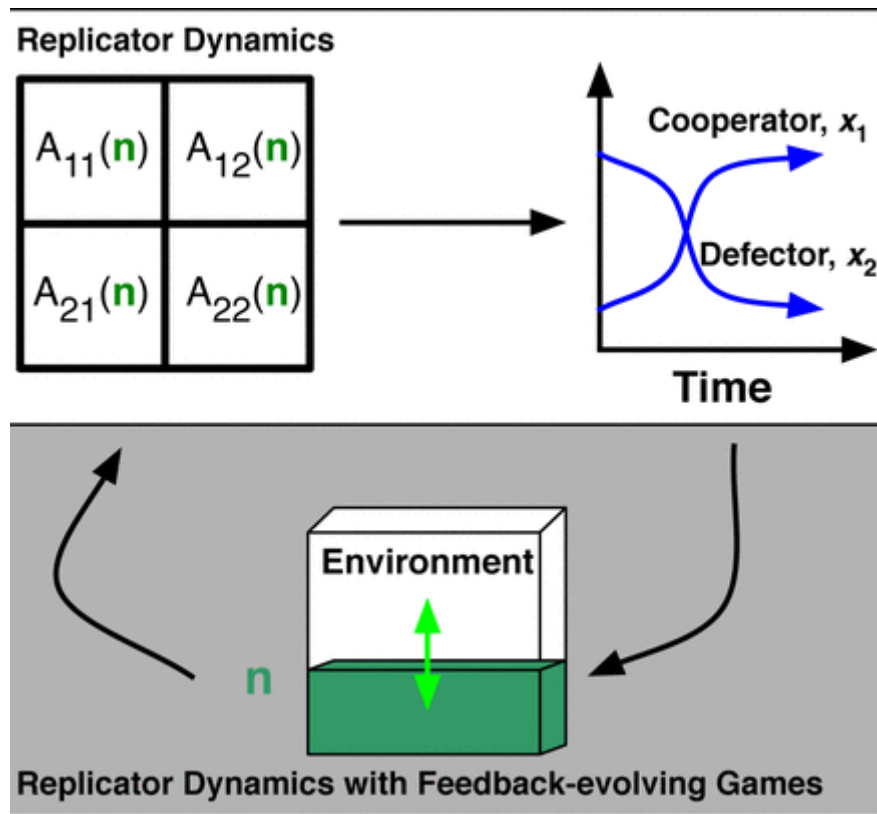 Replicator Dynamics
A₁₁(n) A₁₂(n)
A₂₁(n) A₂₂(n)
Cooperator, x₁
Defector, x₂
Time
Environment
n
Replicator Dynamics with Feedback-evolving Games